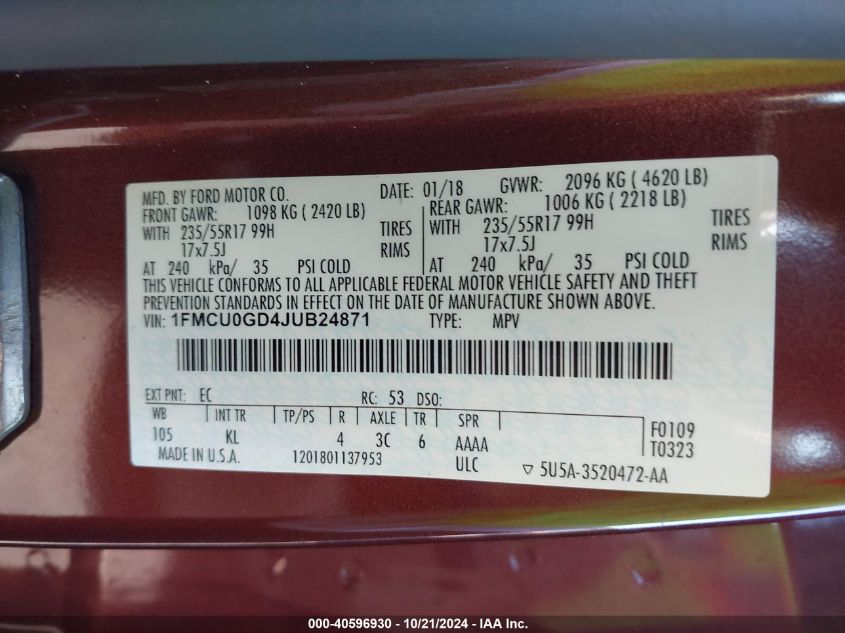 MFD. BY FORD MOTOR CO. DATE: 01/18 GVWR: 2096 KG ( 4620 LB)
FRONT GAWR: 1098 KG ( 2420 LB) REAR GAWR: 1006 KG ( 2218 LB)
WITH 235/55R17 99H TIRES WITH 235/55R17 99H TIRES
17x7.5J RIMS 17x7.5J RIMS
AT 240 kPa/ 35 PSI COLD AT 240 kPa/ 35 PSI COLD
THIS VEHICLE CONFORMS TO ALL APPLICABLE FEDERAL MOTOR VEHICLE SAFETY AND THEFT
PREVENTION STANDARDS IN EFFECT ON THE DATE OF MANUFACTURE SHOWN ABOVE.
VIN: 1FMCU0GD4JUB24871 TYPE: MPV
EXT PNT: EC RC: 53 DSO:
WB INT TR TP/PS R AXLE TR SPR F0109
105 KL 4 3C 6 AAAA T0323
MADE IN U.S.A. 1201801137953 ULC ▽ 5U5A-3520472-AA
000-40596930 - 10/21/2024 - IAA Inc.